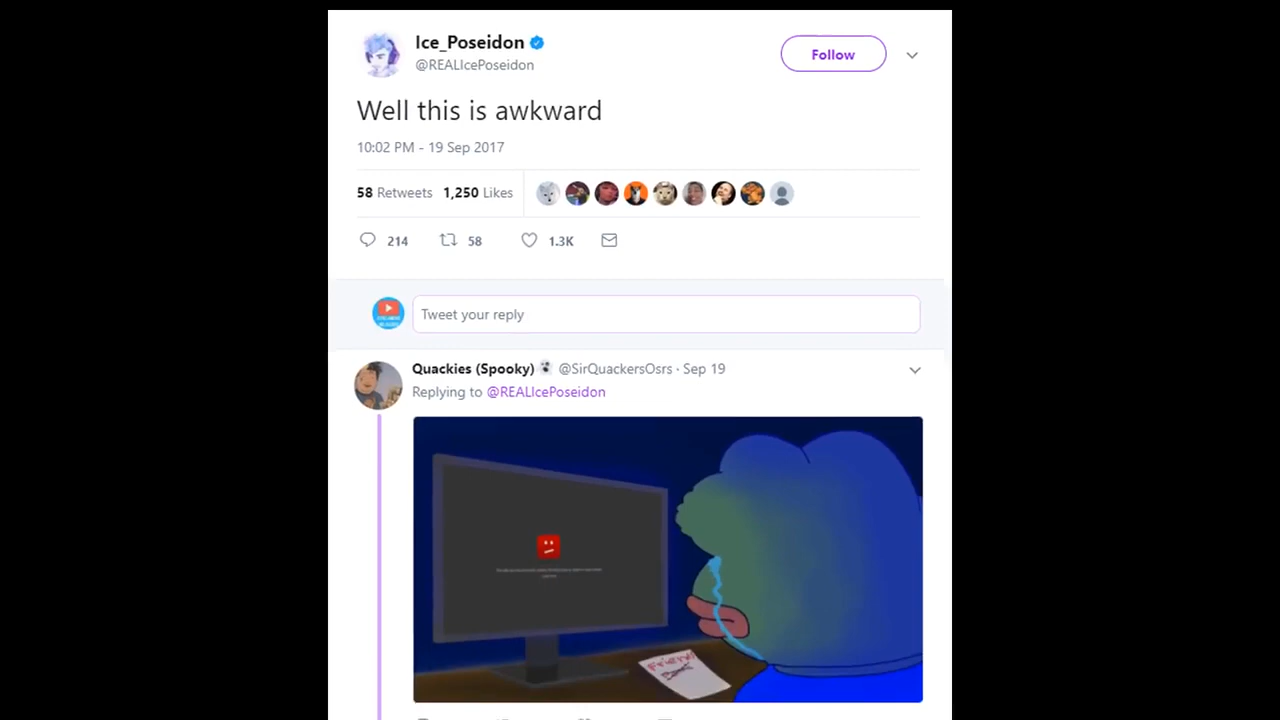 Ice_Poseidon
@REALIcePoseidon
Follow
Well this is awkward
10:02 PM - 19 Sep 2017
58 Retweets 1,250 Likes
214 58 1.3K
Tweet your reply
Quackies (Spooky) @SirQuackersOsrs · Sep 19
Replying to @REALIcePoseidon